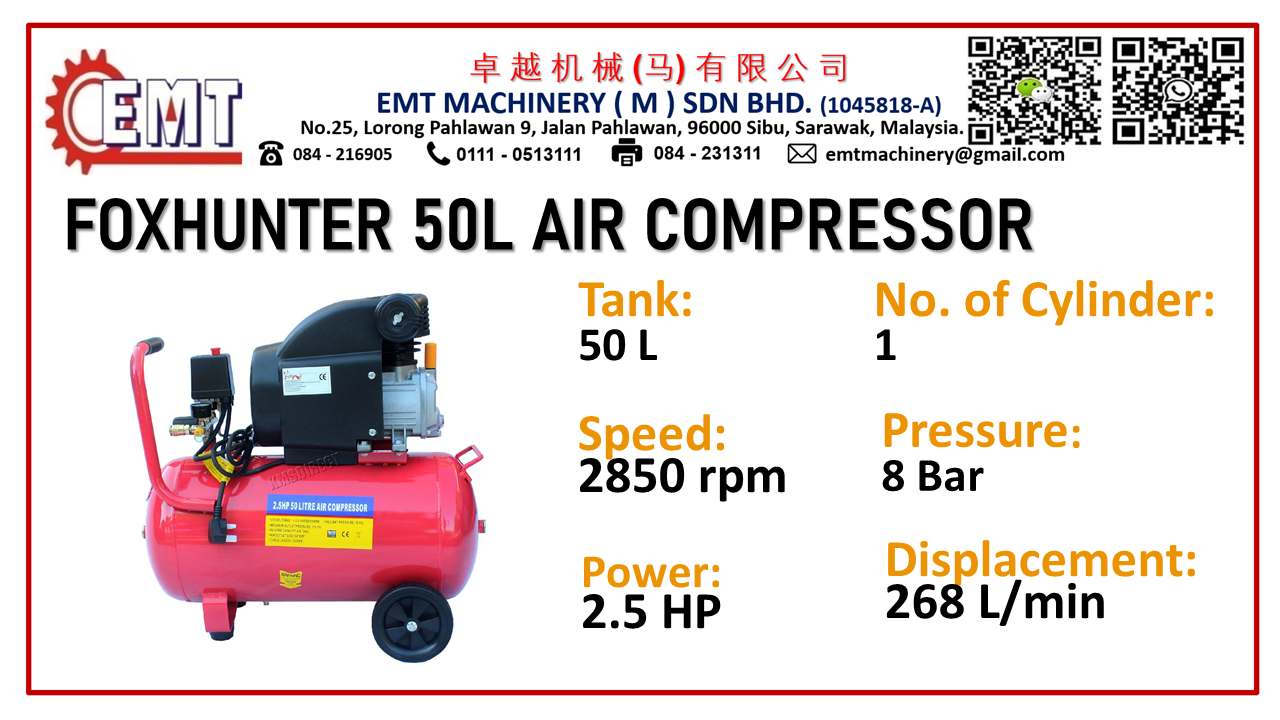 EMT
卓越机械(马)有限公司
EMT MACHINERY ( M ) SDN BHD. (1045818-A)
No.25, Lorong Pahlawan 9, Jalan Pahlawan, 96000 Sibu, Sarawak, Malaysia.
084 - 216905 0111 - 0513111 084 - 231311 emtmachinery@gmail.com
FOXHUNTER 50L AIR COMPRESSOR
Tank: No. of Cylinder:
50 L 1
Speed: Pressure:
2850 rpm 8 Bar
Power: Displacement:
2.5 HP 268 L/min
KMSDIRECT
2.5HP 50 LITRE AIR COMPRESSOR